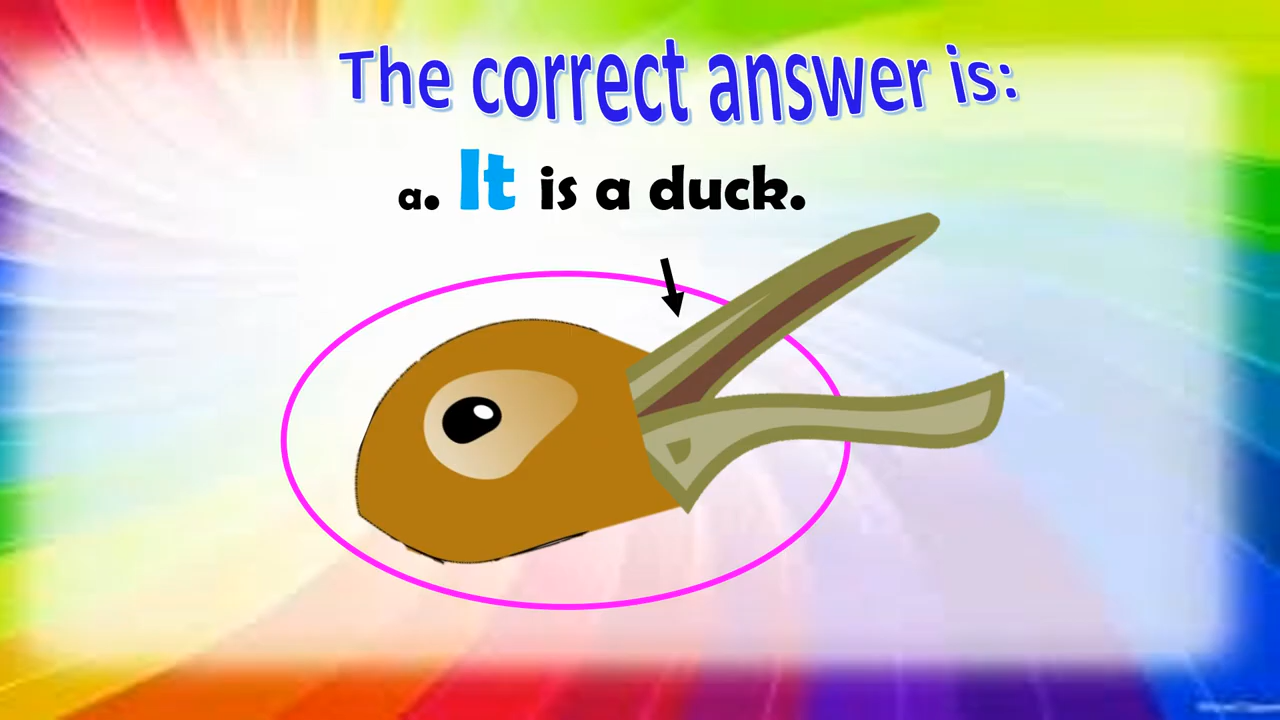 The correct answer is:
a. It is a duck.